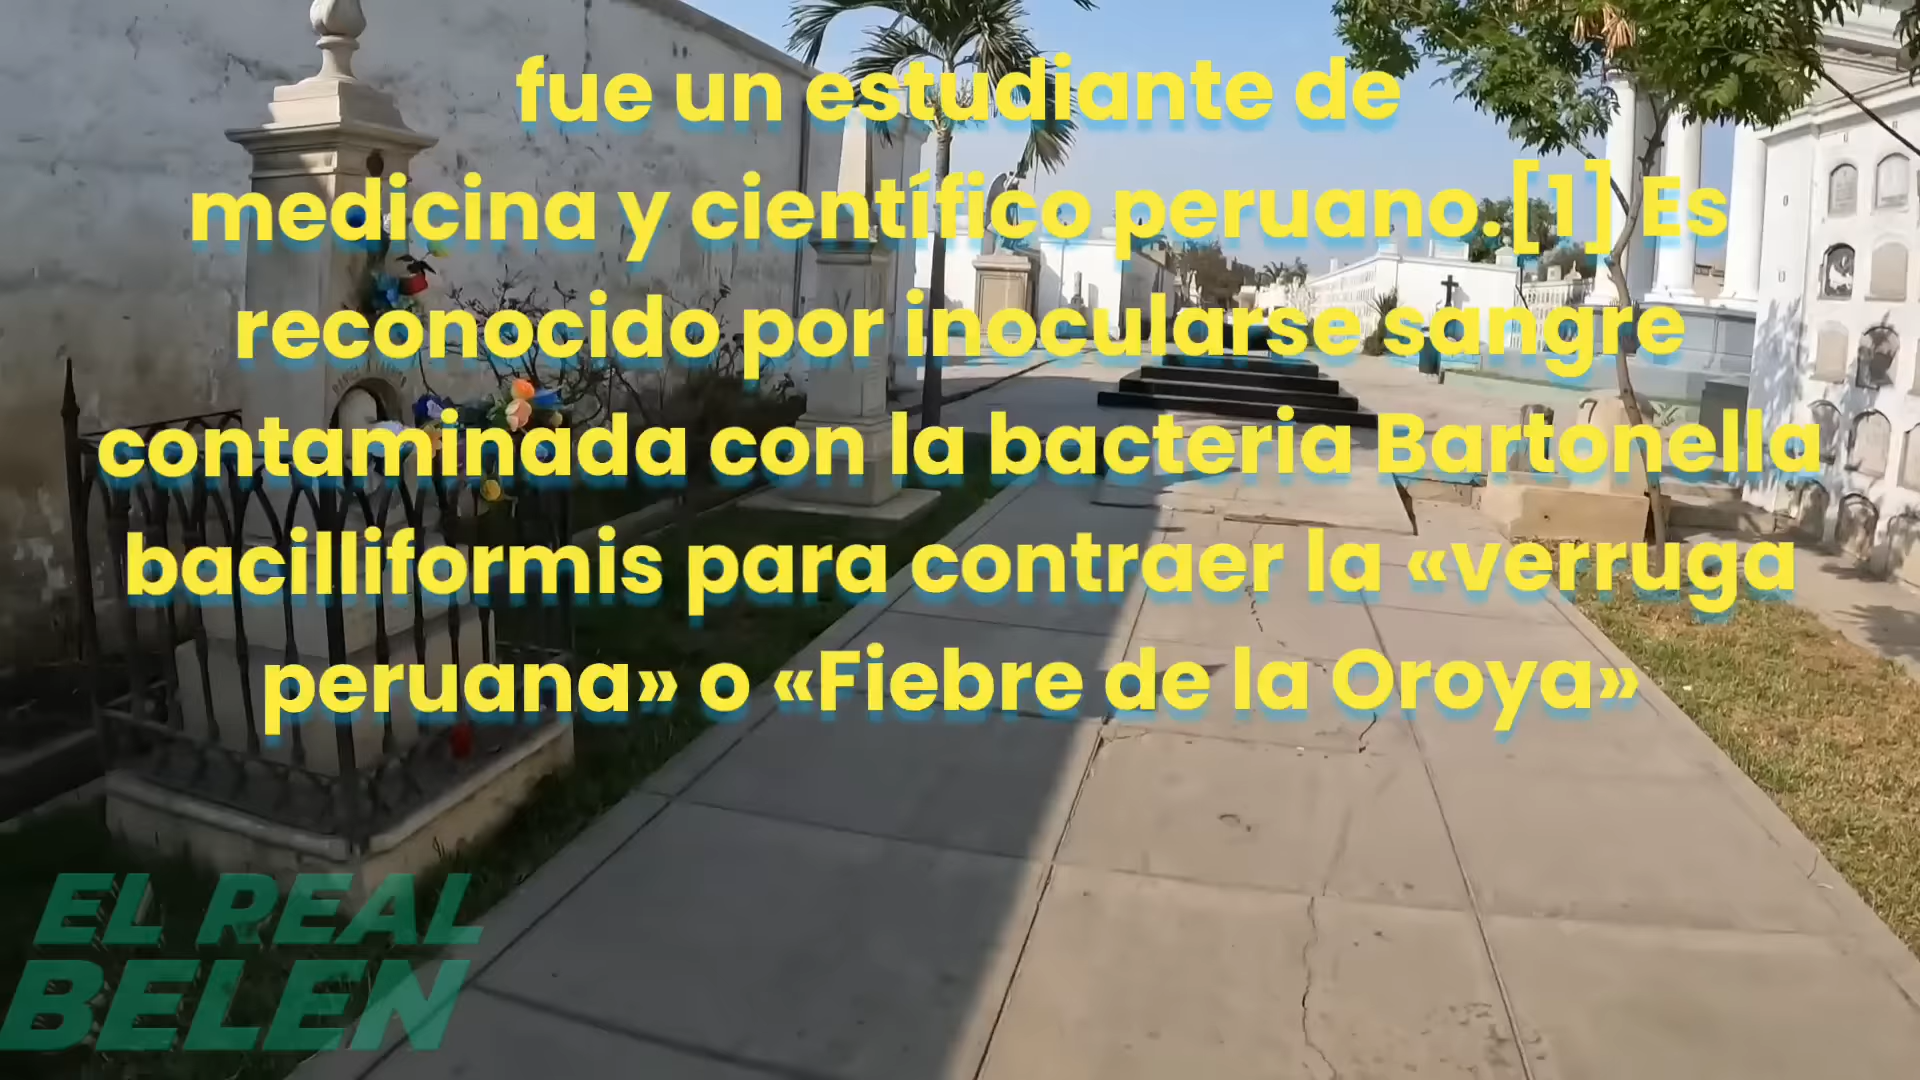 fue un estudiante de
medicina y científico peruano.[1] Es
reconocido por inocularse sangre
contaminada con la bacteria Bartonella
bacilliformis para contraer la «verruga
peruana» o «Fiebre de la Oroya»
EL REAL
BELEN